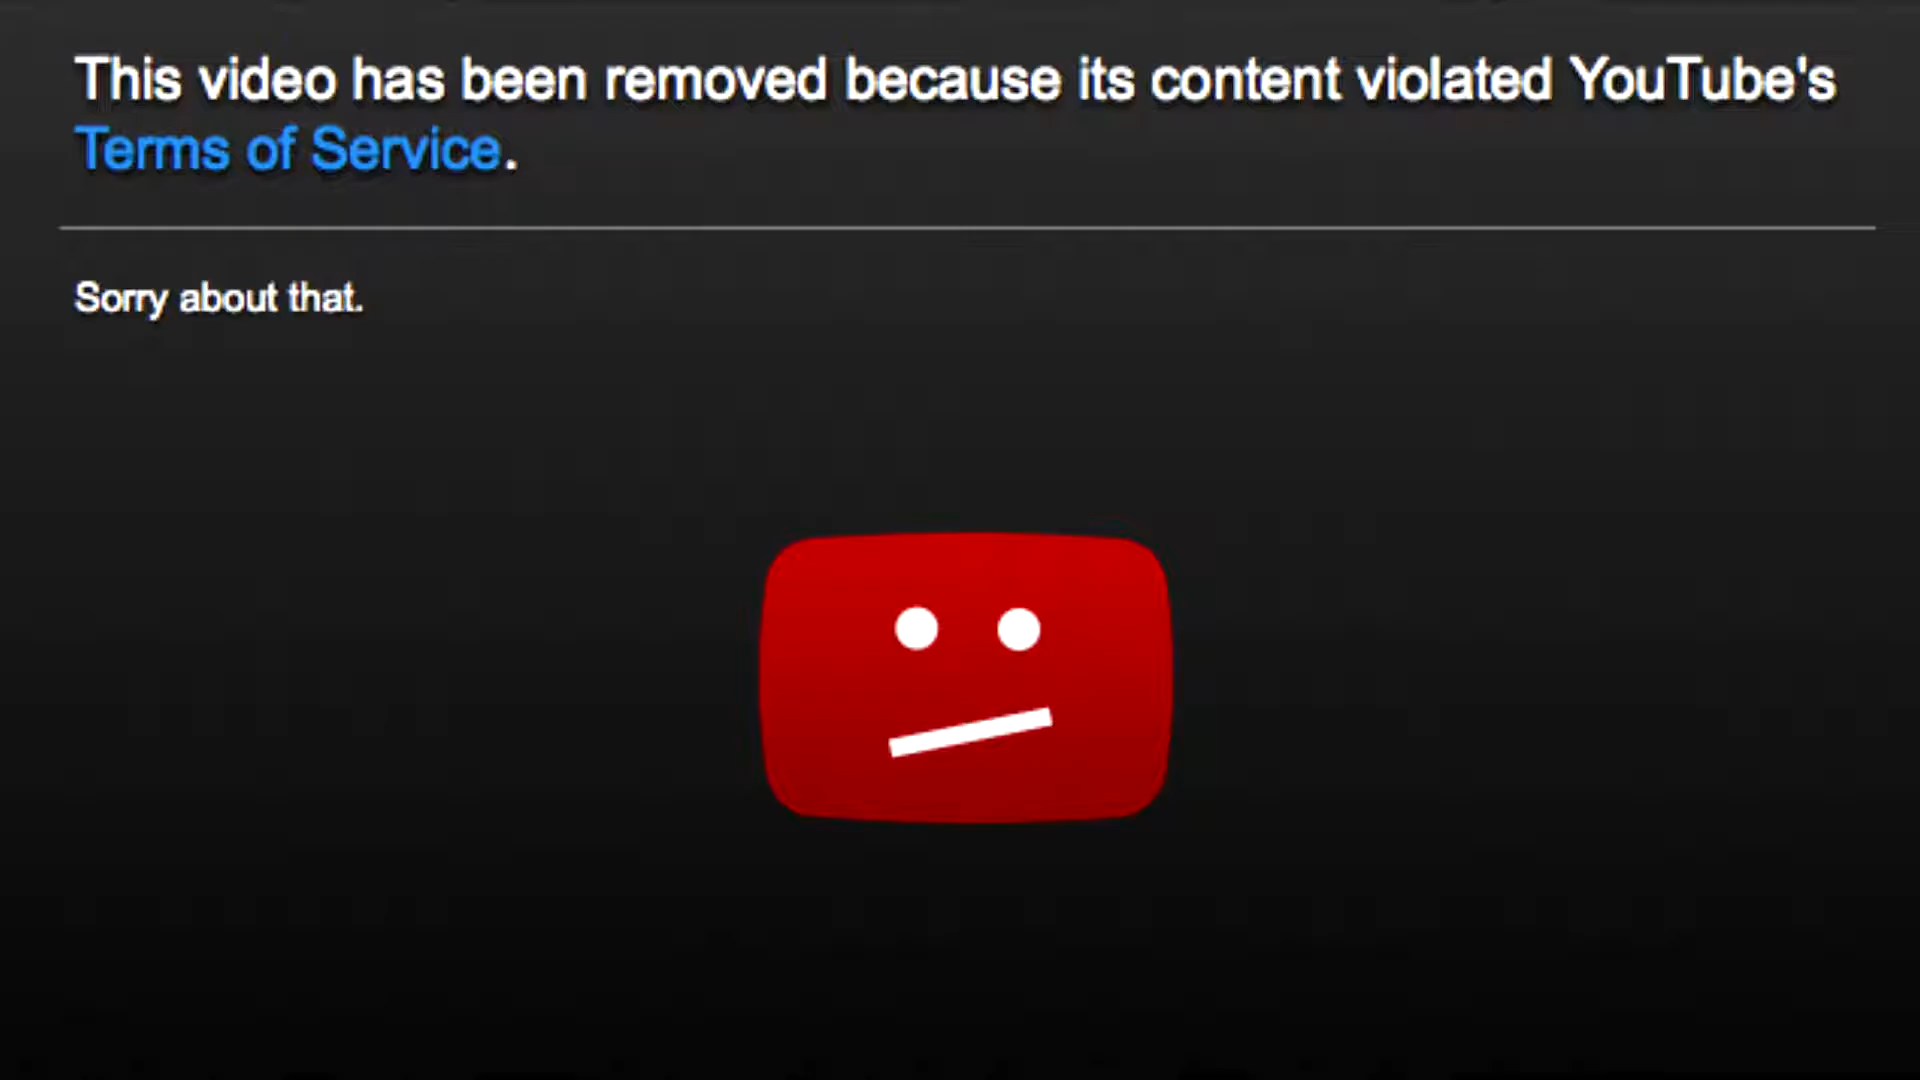 This video has been removed because its content violated YouTube's
Terms of Service.
Sorry about that.